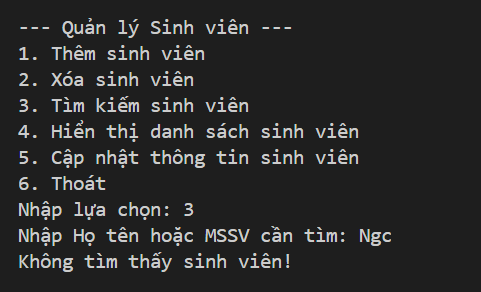 --- Quản lý Sinh viên ---
1. Thêm sinh viên
2. Xóa sinh viên
3. Tìm kiếm sinh viên
4. Hiển thị danh sách sinh viên
5. Cập nhật thông tin sinh viên
6. Thoát
Nhập lựa chọn: 3
Nhập Họ tên hoặc MSSV cần tìm: Ngc
Không tìm thấy sinh viên!